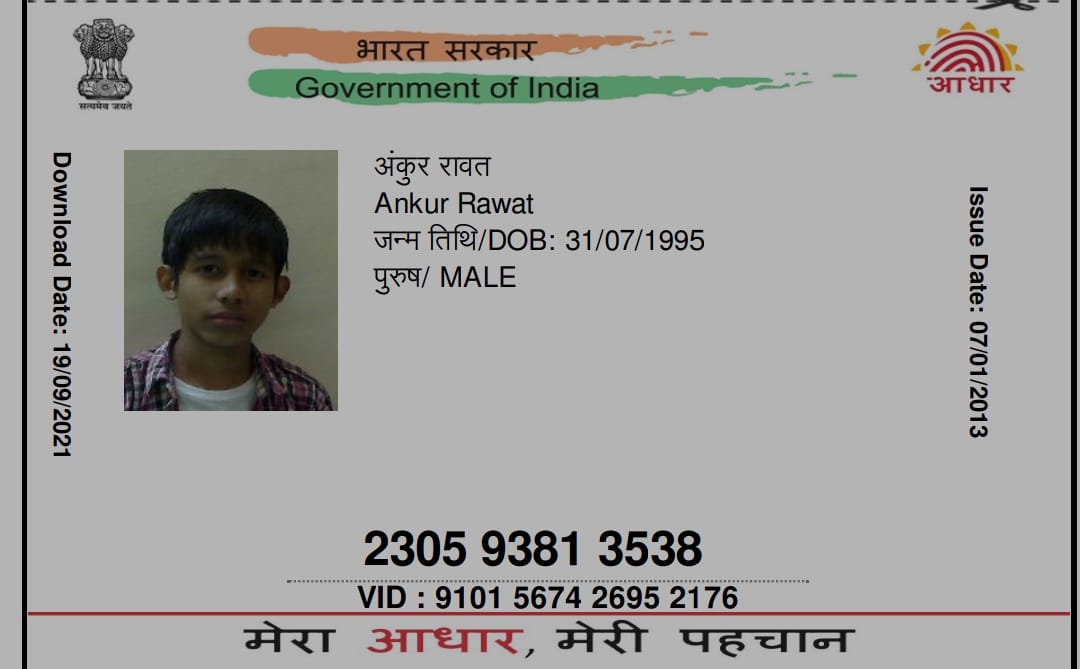 भारत सरकार
Government of India
सत्यमेव जयते
आधार
Download Date: 19/09/2021
अंकुर रावत
Ankur Rawat
जन्म तिथि/DOB: 31/07/1995
पुरुष/ MALE
Issue Date: 07/01/2013
2305 9381 3538
VID : 9101 5674 2695 2176
मेरा आधार, मेरी पहचान